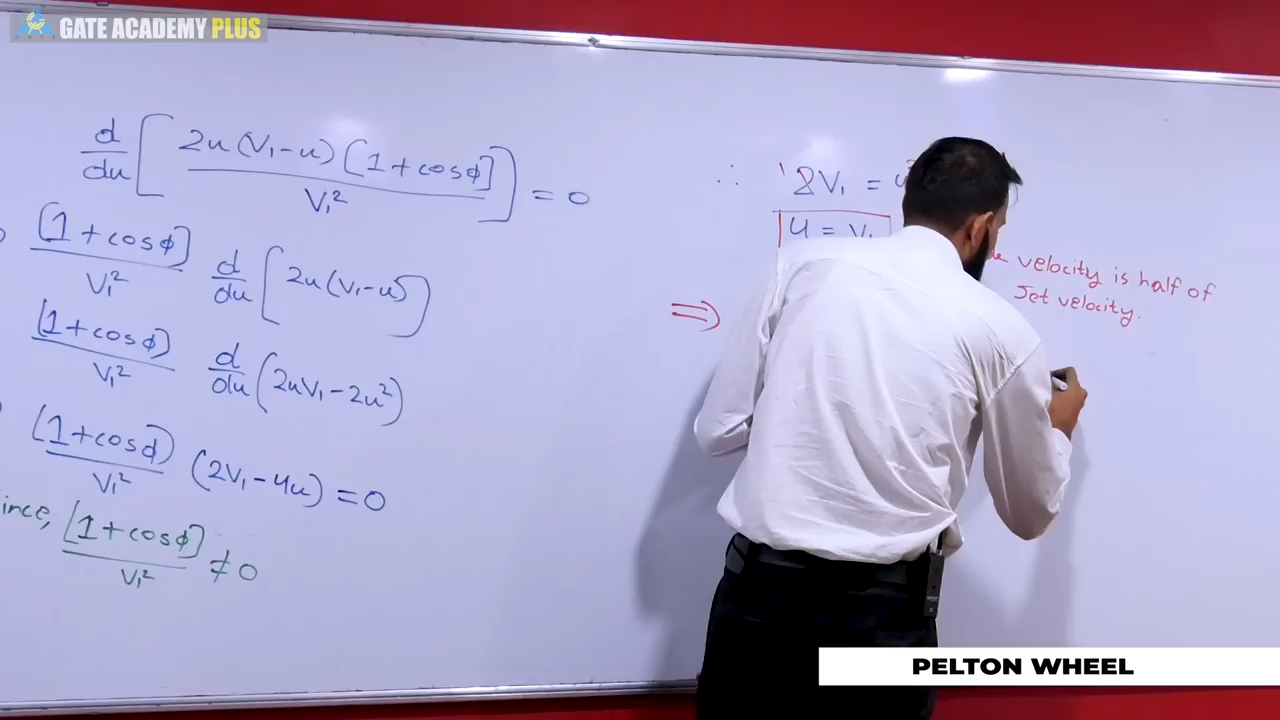 GATE ACADEMY PLUS
d/du [ 2u(V₁-u) [1+cosφ] / V₁² ] = 0
[1+cosφ] / V₁² d/du [ 2u(V₁-u) ]
[1+cosφ] / V₁² d/du (2uV₁-2u²)
(1+cosφ) / V₁² (2V₁-4u) = 0
ince, [1+cosφ] / V₁² ≠ 0
∴ 2V₁ =
u = V₁
⇒
velocity is half of
Jet velocity.
PELTON WHEEL